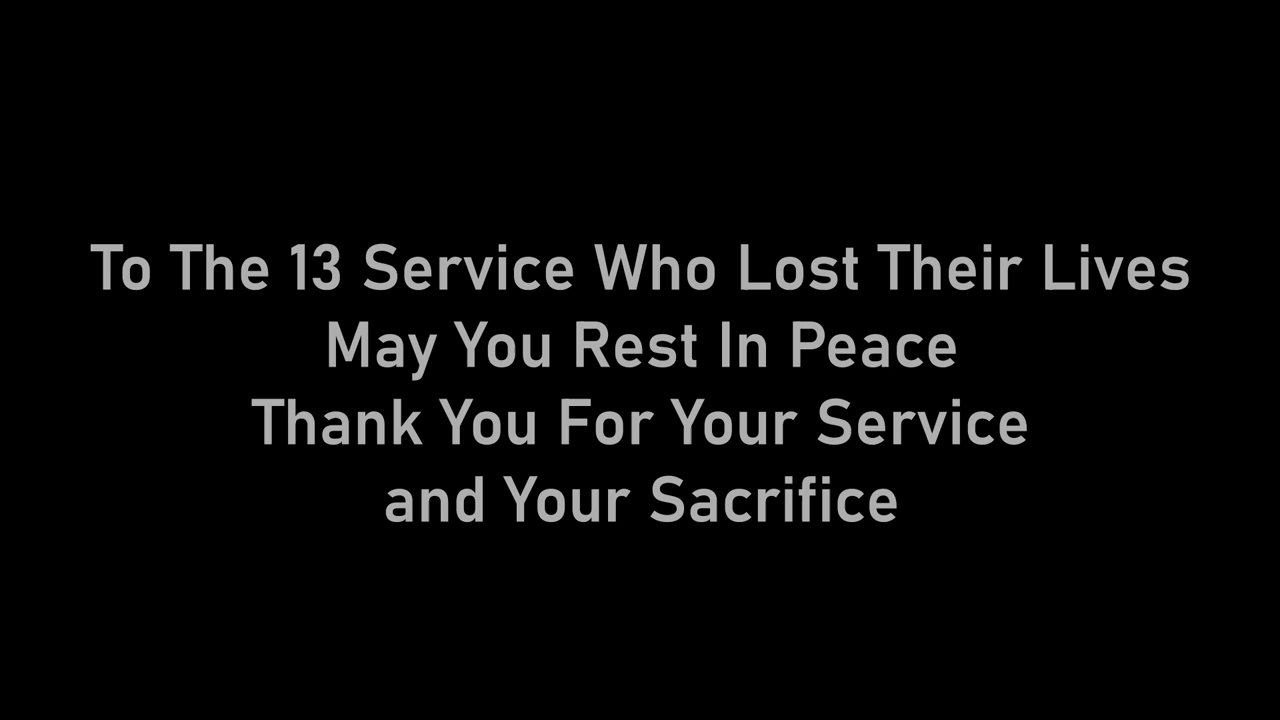 To The 13 Service Who Lost Their Lives
May You Rest In Peace
Thank You For Your Service
and Your Sacrifice